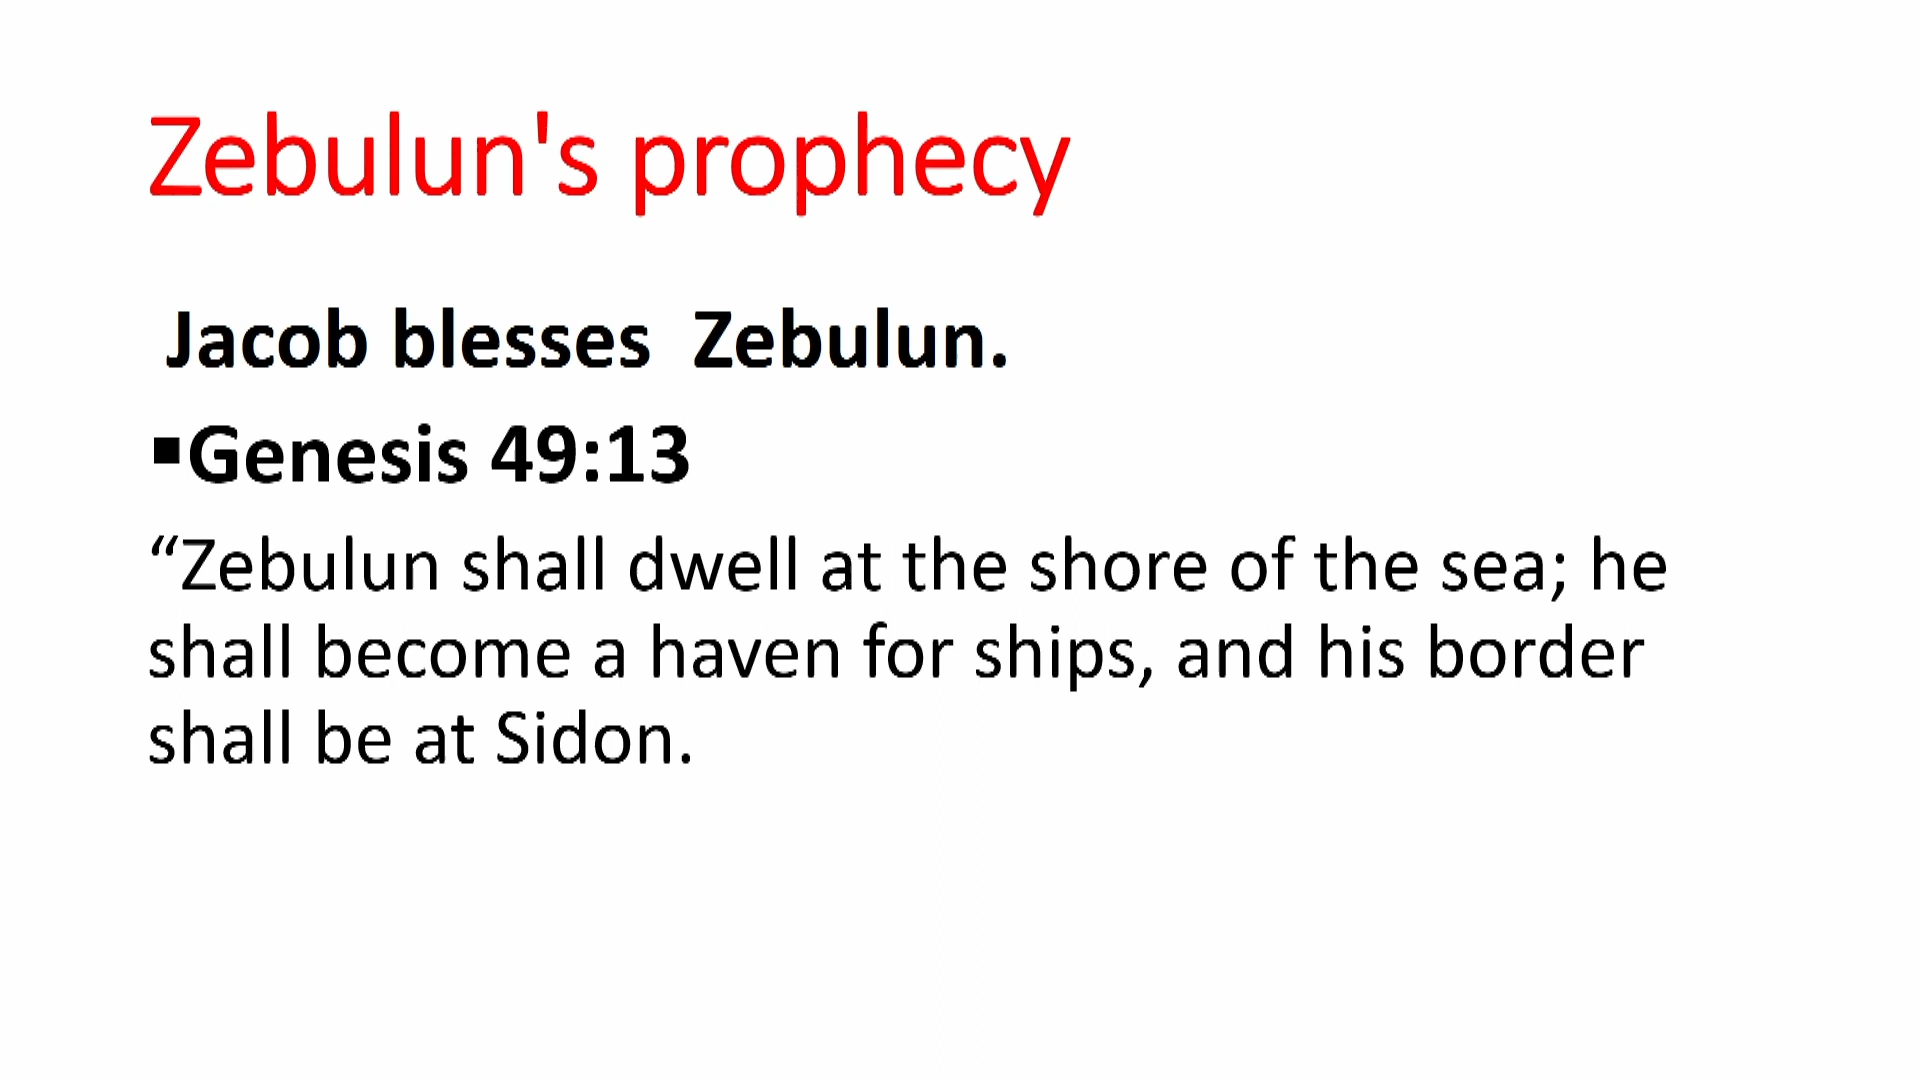 Zebulun's prophecy
Jacob blesses  Zebulun.
▪Genesis 49:13
“Zebulun shall dwell at the shore of the sea; he
shall become a haven for ships, and his border
shall be at Sidon.